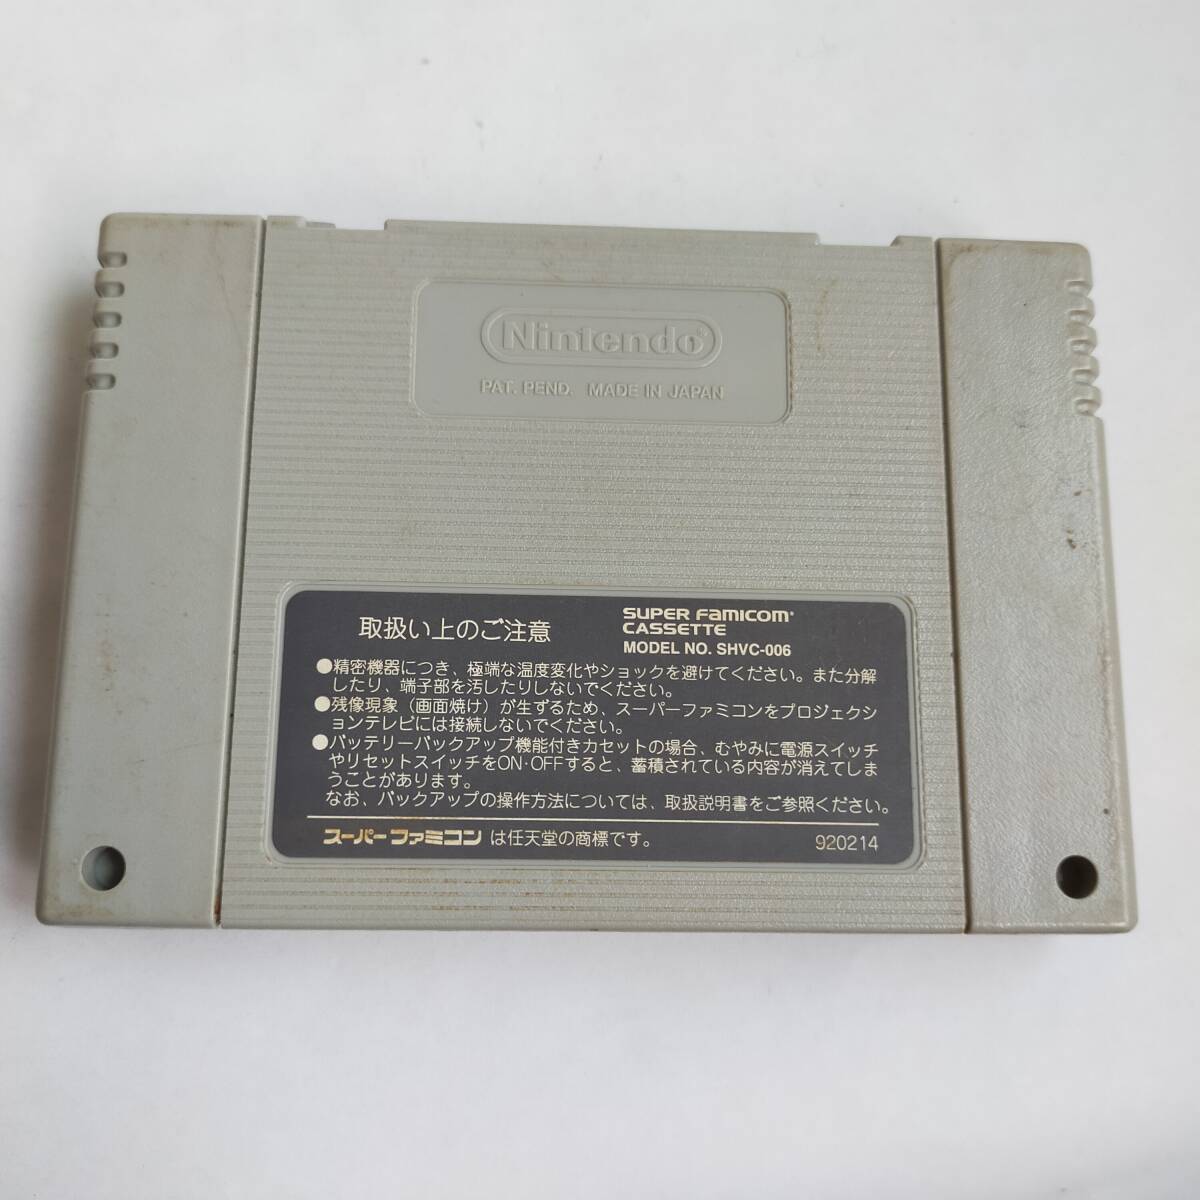 Nintendo
PAT. PEND. MADE IN JAPAN
取扱い上のご注意
SUPER FAMICOM
CASSETTE
MODEL NO. SHVC-006
●精密機器につき、極端な温度変化やショックを避けてください。また分解
したり、端子部を汚したりしないでください。
●残像現象（画面焼け）が生ずるため、スーパーファミコンをプロジェクシ
ョンテレビには接続しないでください。
●バッテリーバックアップ機能付きカセットの場合、むやみに電源スイッチ
やリセットスイッチをON・OFFすると、蓄積されている内容が消えてしま
うことがあります。
なお、バックアップの操作方法については、取扱説明書をご参照ください。
スーパーファミコン は任天堂の商標です。
920214